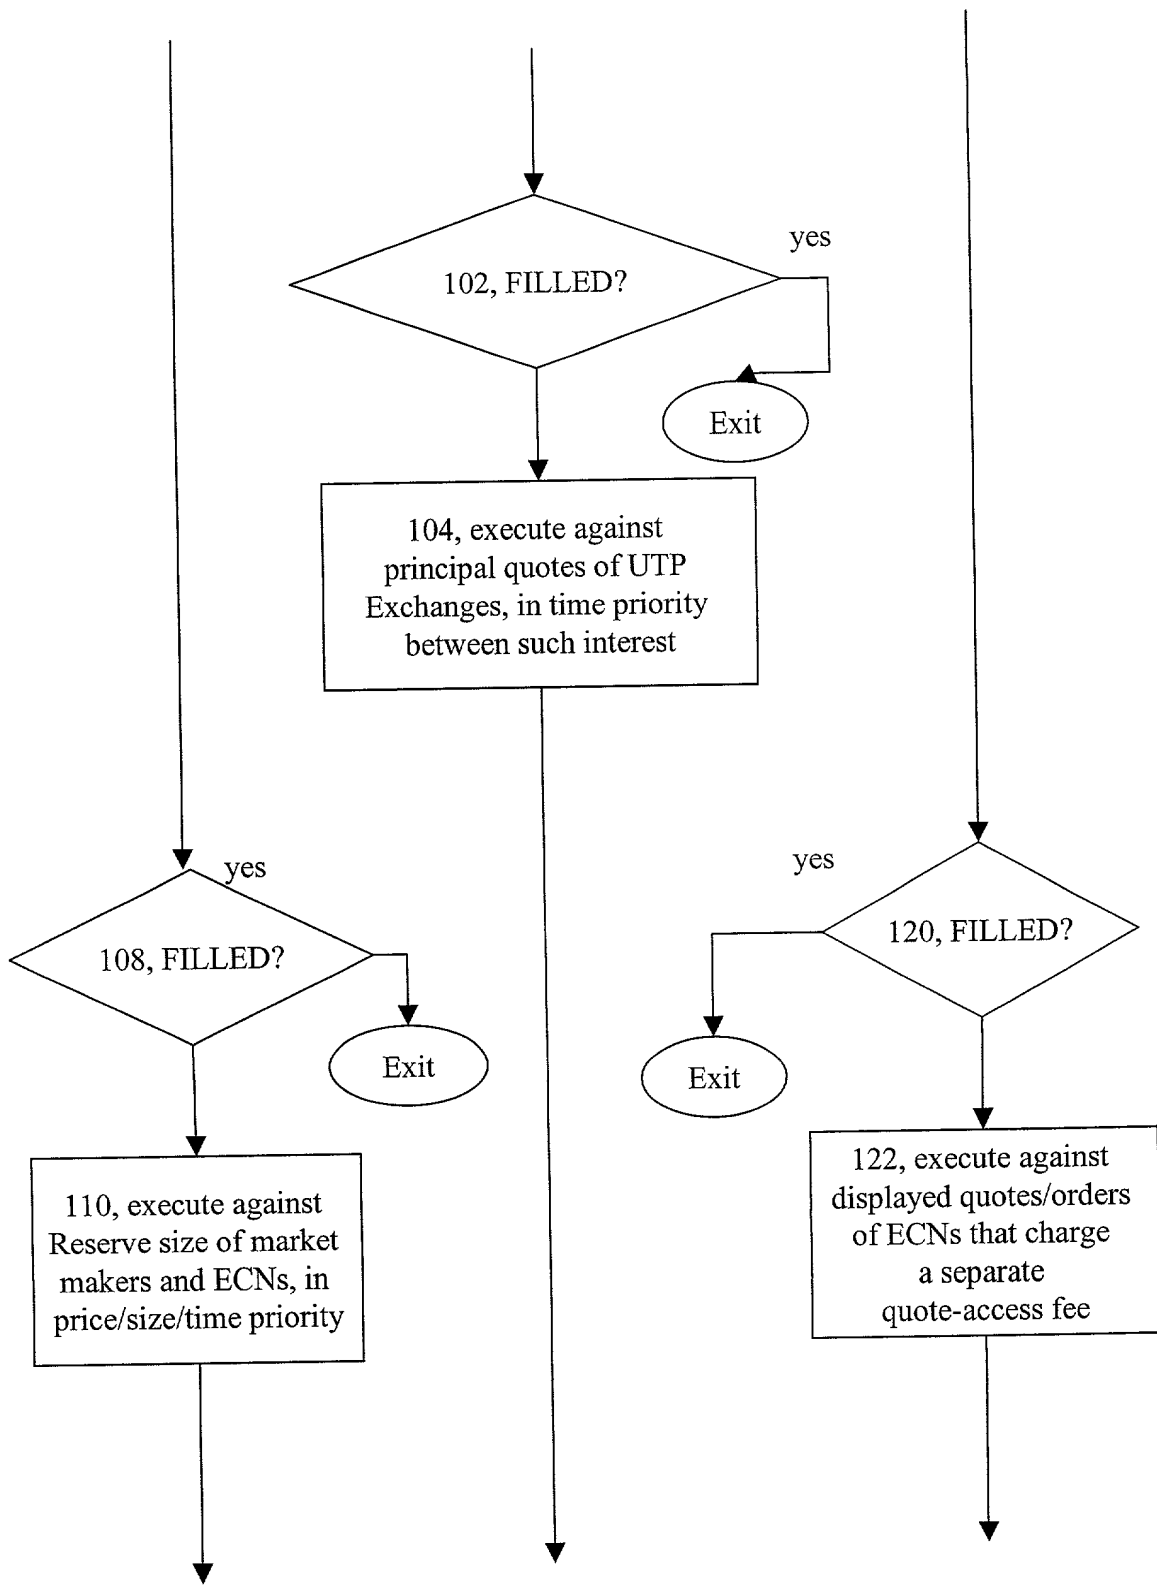 yes
102, FILLED?
Exit
104, execute against
principal quotes of UTP
Exchanges, in time priority
between such interest
yes
108, FILLED?
Exit
110, execute against
Reserve size of market
makers and ECNs, in
price/size/time priority
yes
120, FILLED?
Exit
122, execute against
displayed quotes/orders
of ECNs that charge
a separate
quote-access fee